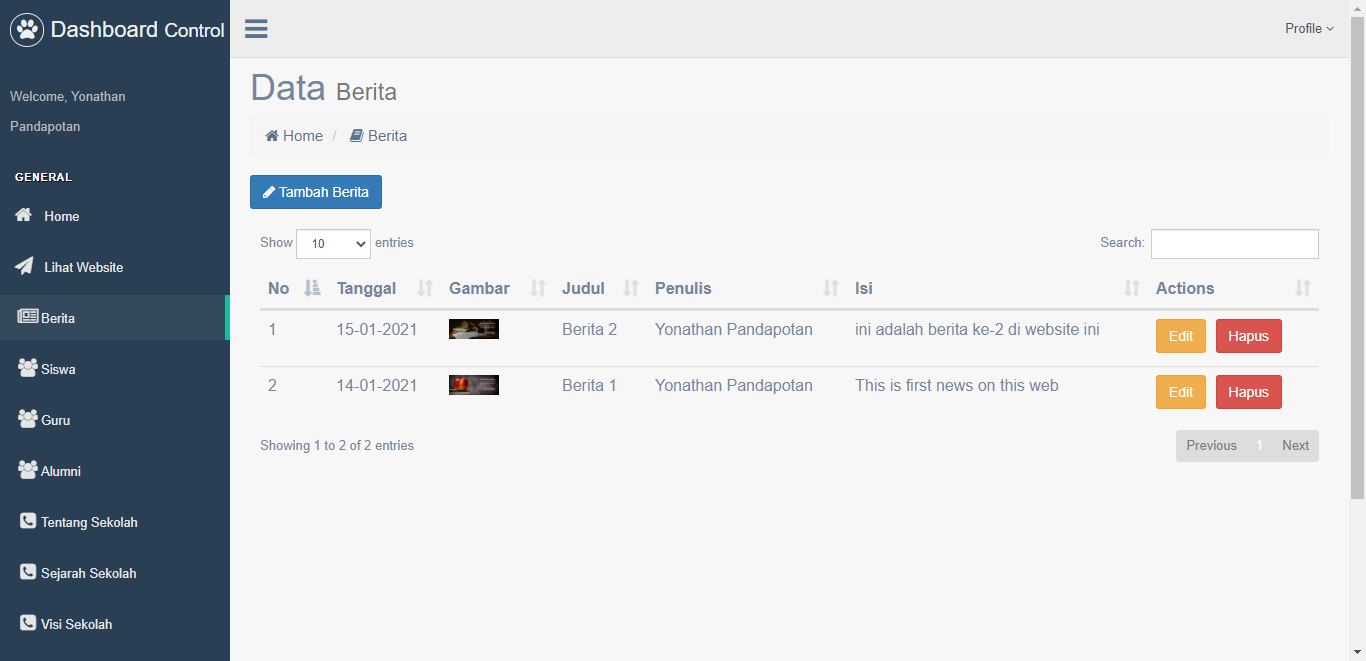 Dashboard Control
Profile
Welcome, Yonathan
Pandapotan
GENERAL
Home
Lihat Website
Berita
Siswa
Guru
Alumni
Tentang Sekolah
Sejarah Sekolah
Visi Sekolah
Data Berita
Home / Berita
Tambah Berita
Show 10 entries
Search:
No Tanggal Gambar Judul Penulis Isi Actions
1 15-01-2021 Berita 2 Yonathan Pandapotan ini adalah berita ke-2 di website ini Edit Hapus
2 14-01-2021 Berita 1 Yonathan Pandapotan This is first news on this web Edit Hapus
Showing 1 to 2 of 2 entries
Previous 1 Next